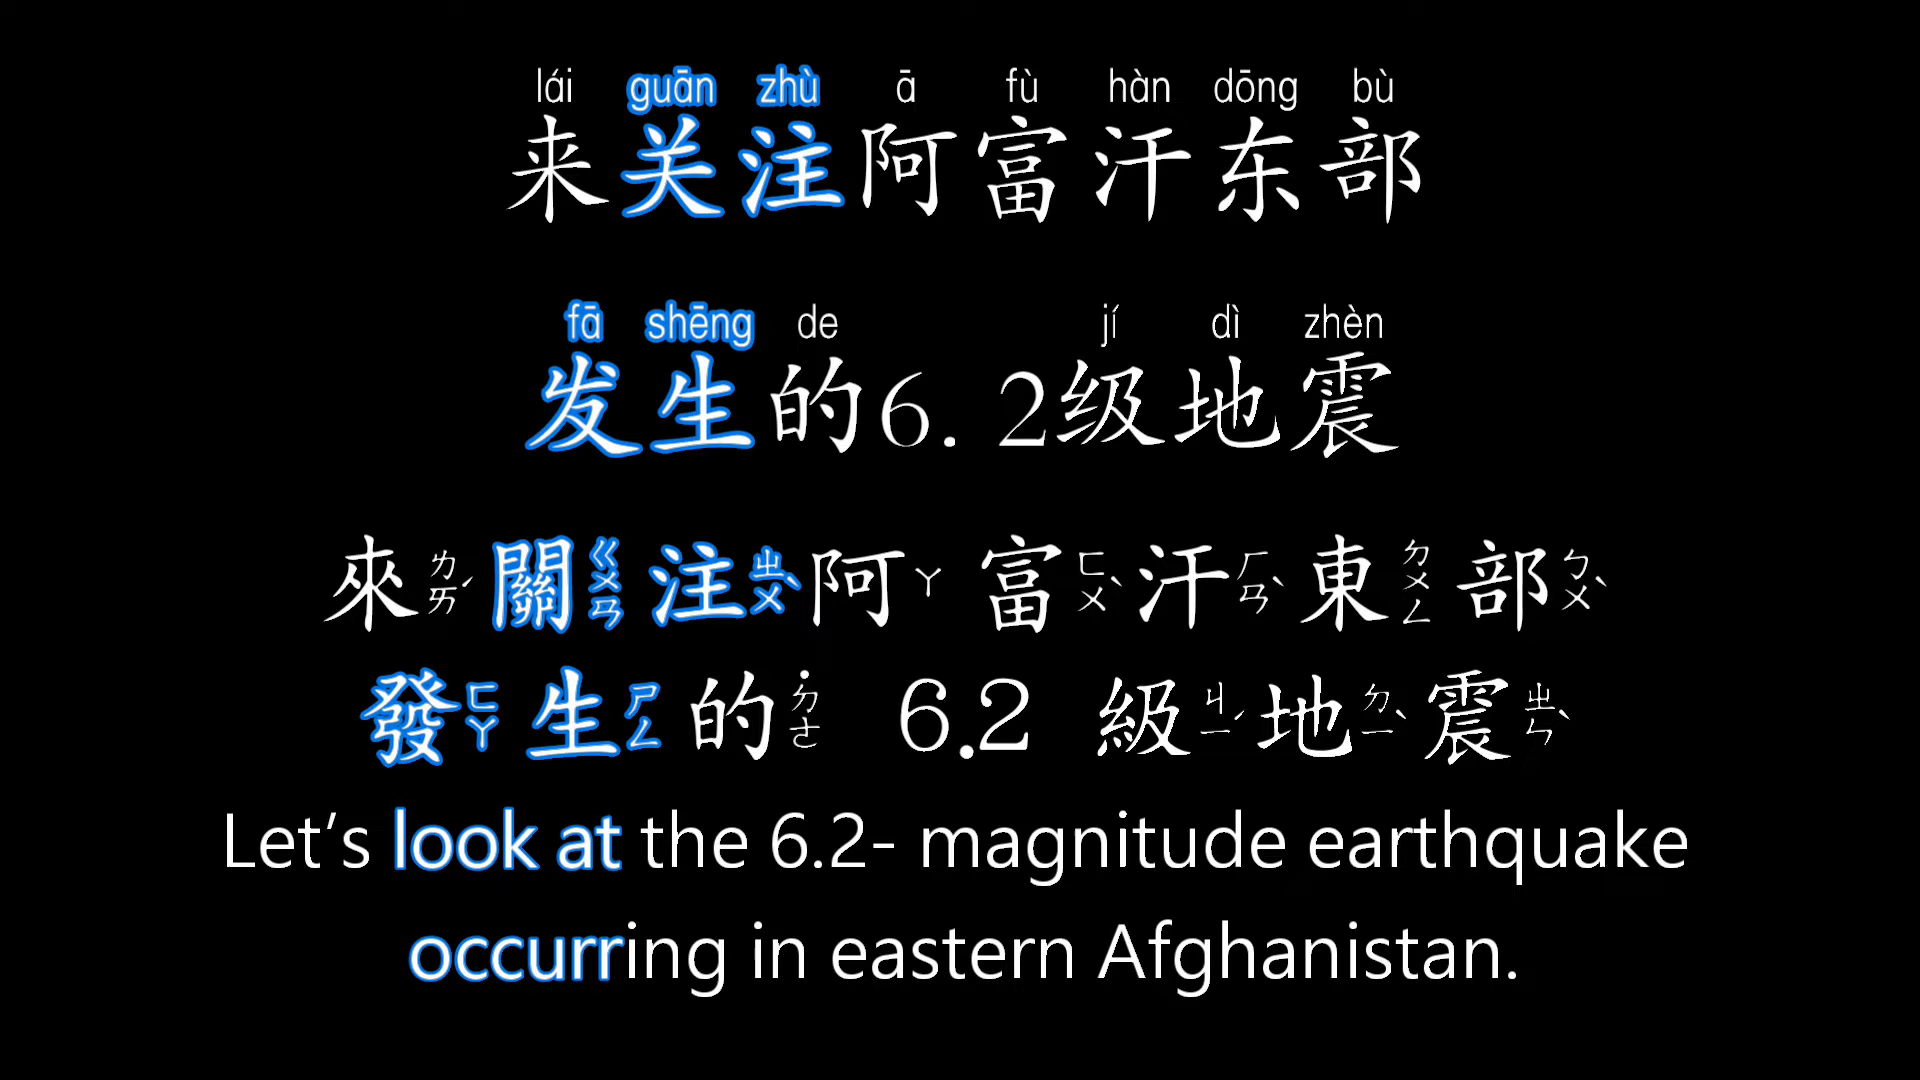 lái guān zhù ā fù hàn dōng bù
来关注阿富汗东部
fā shēng de jí dì zhèn
发生的6.2级地震
來ㄌㄞˊ關ㄍㄨㄢ注ㄓㄨˋ阿ㄚ富ㄈㄨˋ汗ㄏㄢˋ東ㄉㄨㄥ部ㄅㄨˋ
發ㄈㄚ生ㄕㄥ的˙ㄉㄜ 6.2 級ㄐㄧˊ地ㄉㄧˋ震ㄓㄣˋ
Let’s look at the 6.2- magnitude earthquake
occurring in eastern Afghanistan.